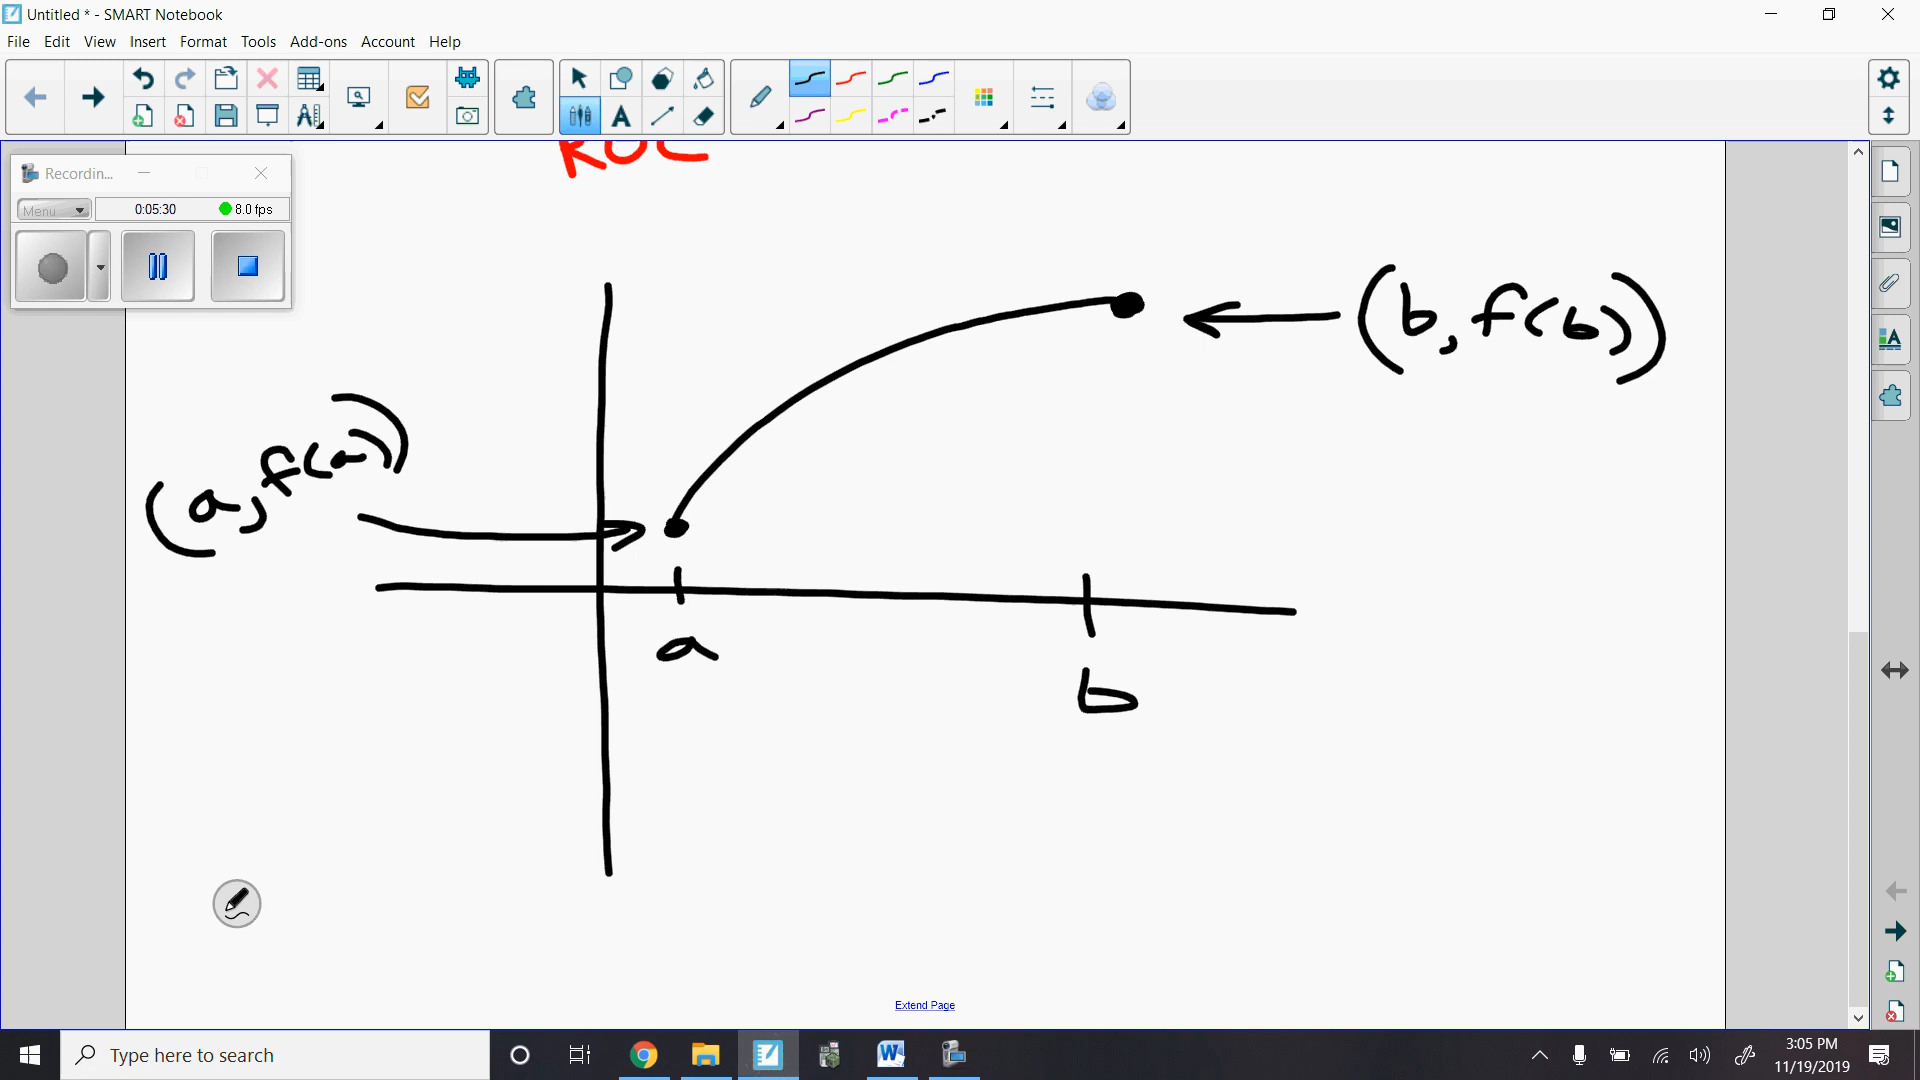 Untitled * - SMART Notebook
File Edit View Insert Format Tools Add-ons Account Help
ROC
Recordin...
Menu 0:05:30 8.0 fps
(b, f(b))
(a, f(a))
a
b
Extend Page
Type here to search
3:05 PM
11/19/2019